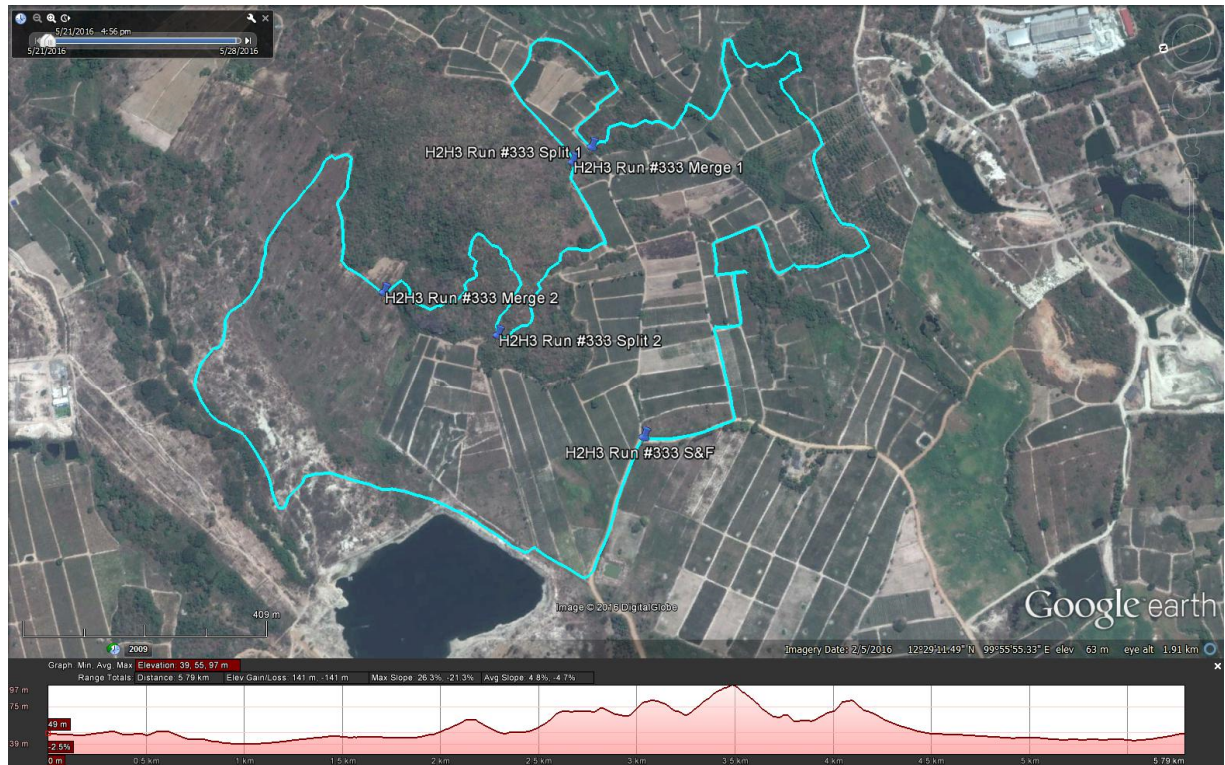 5/21/2016 4:56 pm
5/21/2016
5/28/2016
H2H3 Run #333 Split 1
H2H3 Run #333 Merge 1
H2H3 Run #333 Merge 2
H2H3 Run #333 Split 2
H2H3 Run #333 S&F
Image © 2016 DigitalGlobe
Google earth
409 m
2009
Imagery Date: 2/5/2016 12°29'11.49" N 99°55'55.33" E elev 63 m eye alt 1.91 km
Graph: Min, Avg, Max Elevation: 39, 55, 97 m
Range Totals: Distance: 5.79 km Elev Gain/Loss: 141 m, -141 m Max Slope: 26.3%, -21.3% Avg Slope: 4.8%, -4.7%
97 m
75 m
49 m
39 m
-2.5%
0 m 0.5 km 1 km 1.5 km 2 km 2.5 km 3 km 3.5 km 4 km 4.5 km 5 km 5.79 km